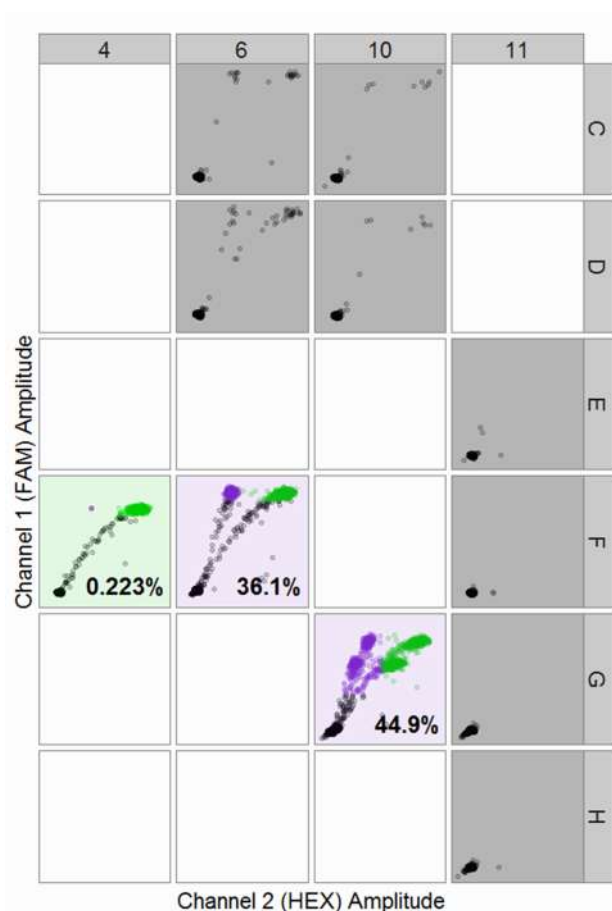 4 6 10 11
C
D
E
Channel 1 (FAM) Amplitude
F
0.223% 36.1%
G
44.9%
H
Channel 2 (HEX) Amplitude